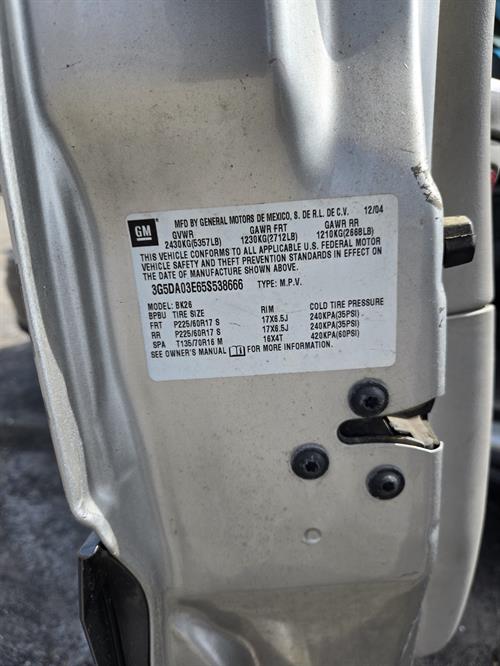 GM
MFD BY GENERAL MOTORS DE MEXICO, S. DE R.L. DE C.V. 12/04
GVWR GAWR FRT GAWR RR
2430KG(5357LB) 1230KG(2712LB) 1210KG(2668LB)
THIS VEHICLE CONFORMS TO ALL APPLICABLE U.S. FEDERAL MOTOR
VEHICLE SAFETY AND THEFT PREVENTION STANDARDS IN EFFECT ON
THE DATE OF MANUFACTURE SHOWN ABOVE.
3G5DA03E65S538666 TYPE: M.P.V.
MODEL: BK26
BPBU TIRE SIZE RIM COLD TIRE PRESSURE
FRT P225/60R17 S 17X6.5J 240KPA(35PSI)
RR P225/60R17 S 17X6.5J 240KPA(35PSI)
SPA T135/70R16 M 16X4T 420KPA(60PSI)
SEE OWNER'S MANUAL FOR MORE INFORMATION.